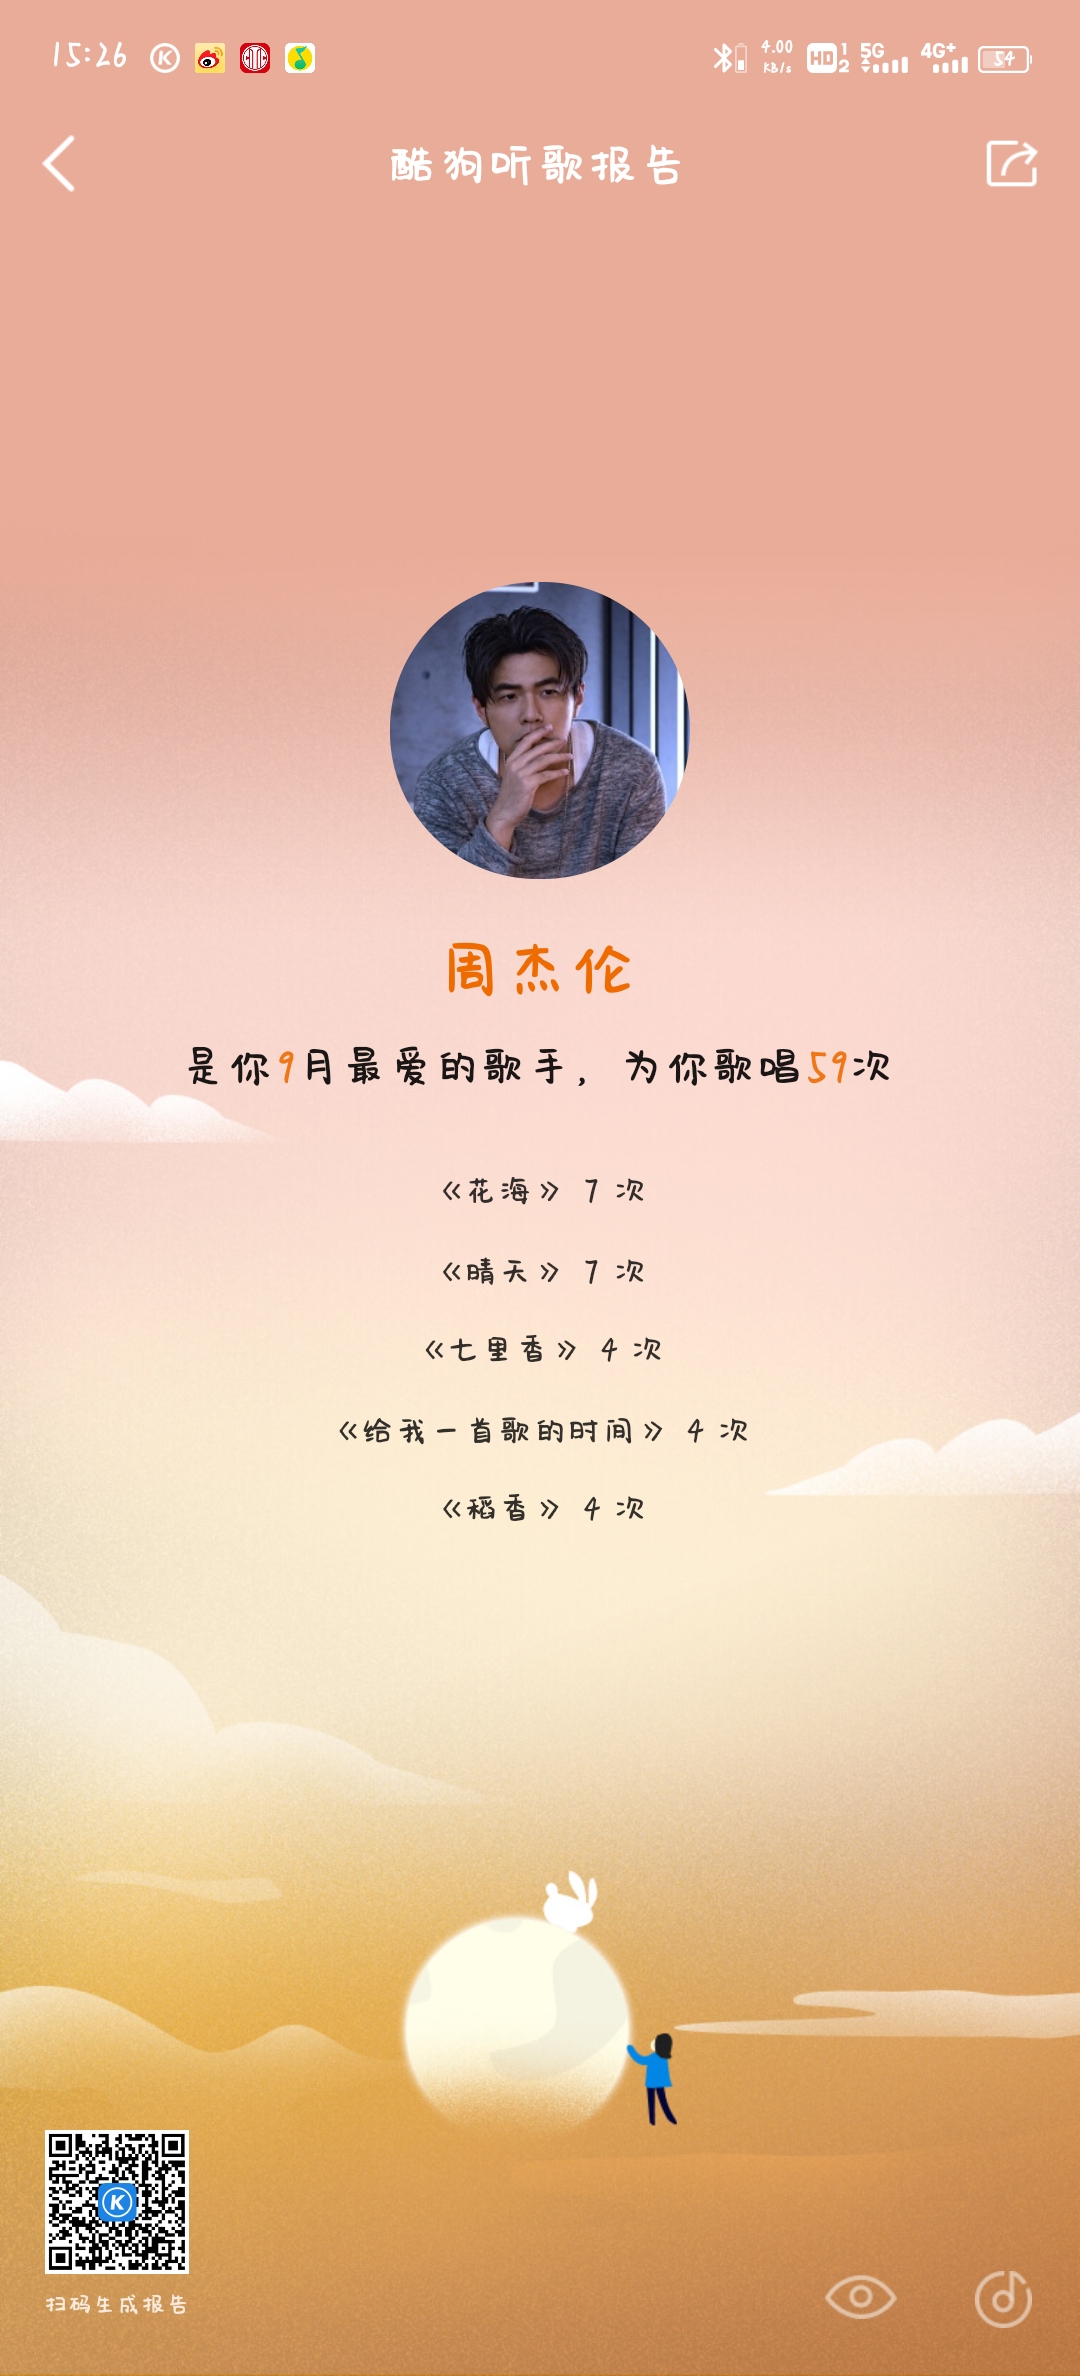 15:26
4.00
KB/s
HD 1 2
5G
4G+
54
酷狗听歌报告
周杰伦
是你9月最爱的歌手，为你歌唱59次
《花海》 7 次
《晴天》 7 次
《七里香》 4 次
《给我一首歌的时间》 4 次
《稻香》 4 次
扫码生成报告